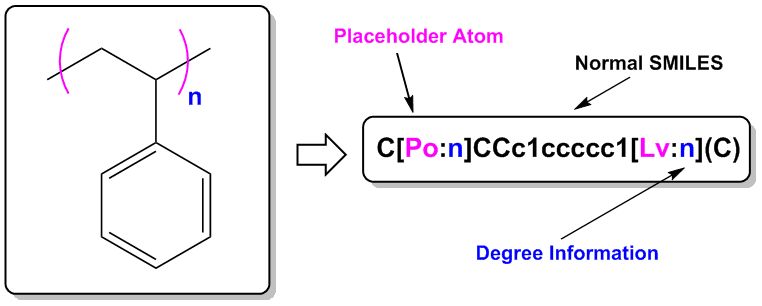 Placeholder Atom
Normal SMILES
n
C[Po:n]CCc1ccccc1[Lv:n](C)
Degree Information